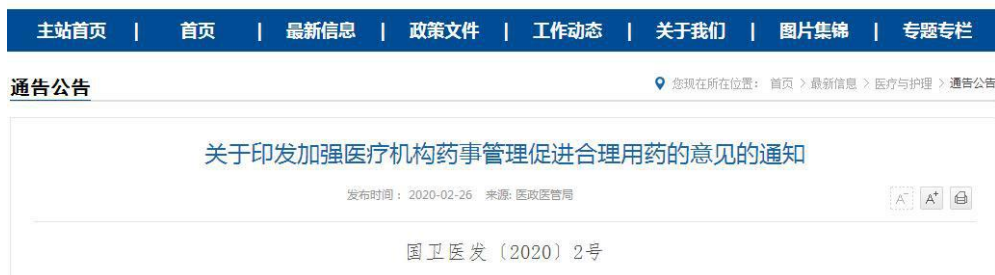 主站首页 | 首页 | 最新信息 | 政策文件 | 工作动态 | 关于我们 | 图片集锦 | 专题专栏
通告公告 您现在所在位置： 首页 > 最新信息 > 医疗与护理 > 通告公告
关于印发加强医疗机构药事管理促进合理用药的意见的通知
发布时间： 2020-02-26 来源: 医政医管局 A- A+
国卫医发〔2020〕2号